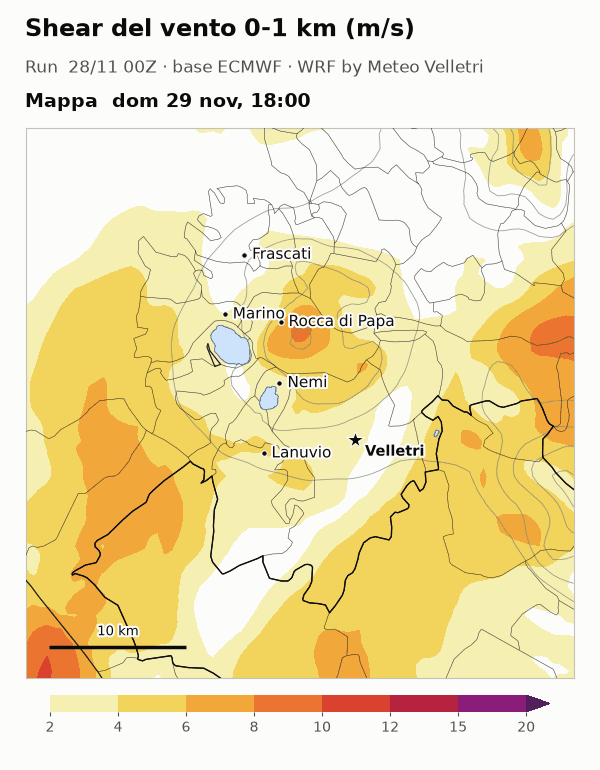 Shear del vento 0-1 km (m/s)
Run 28/11 00Z · base ECMWF · WRF by Meteo Velletri
Mappa dom 29 nov, 18:00
Frascati
Marino
Rocca di Papa
Nemi
Velletri
Lanuvio
10 km
2 4 6 8 10 12 15 20